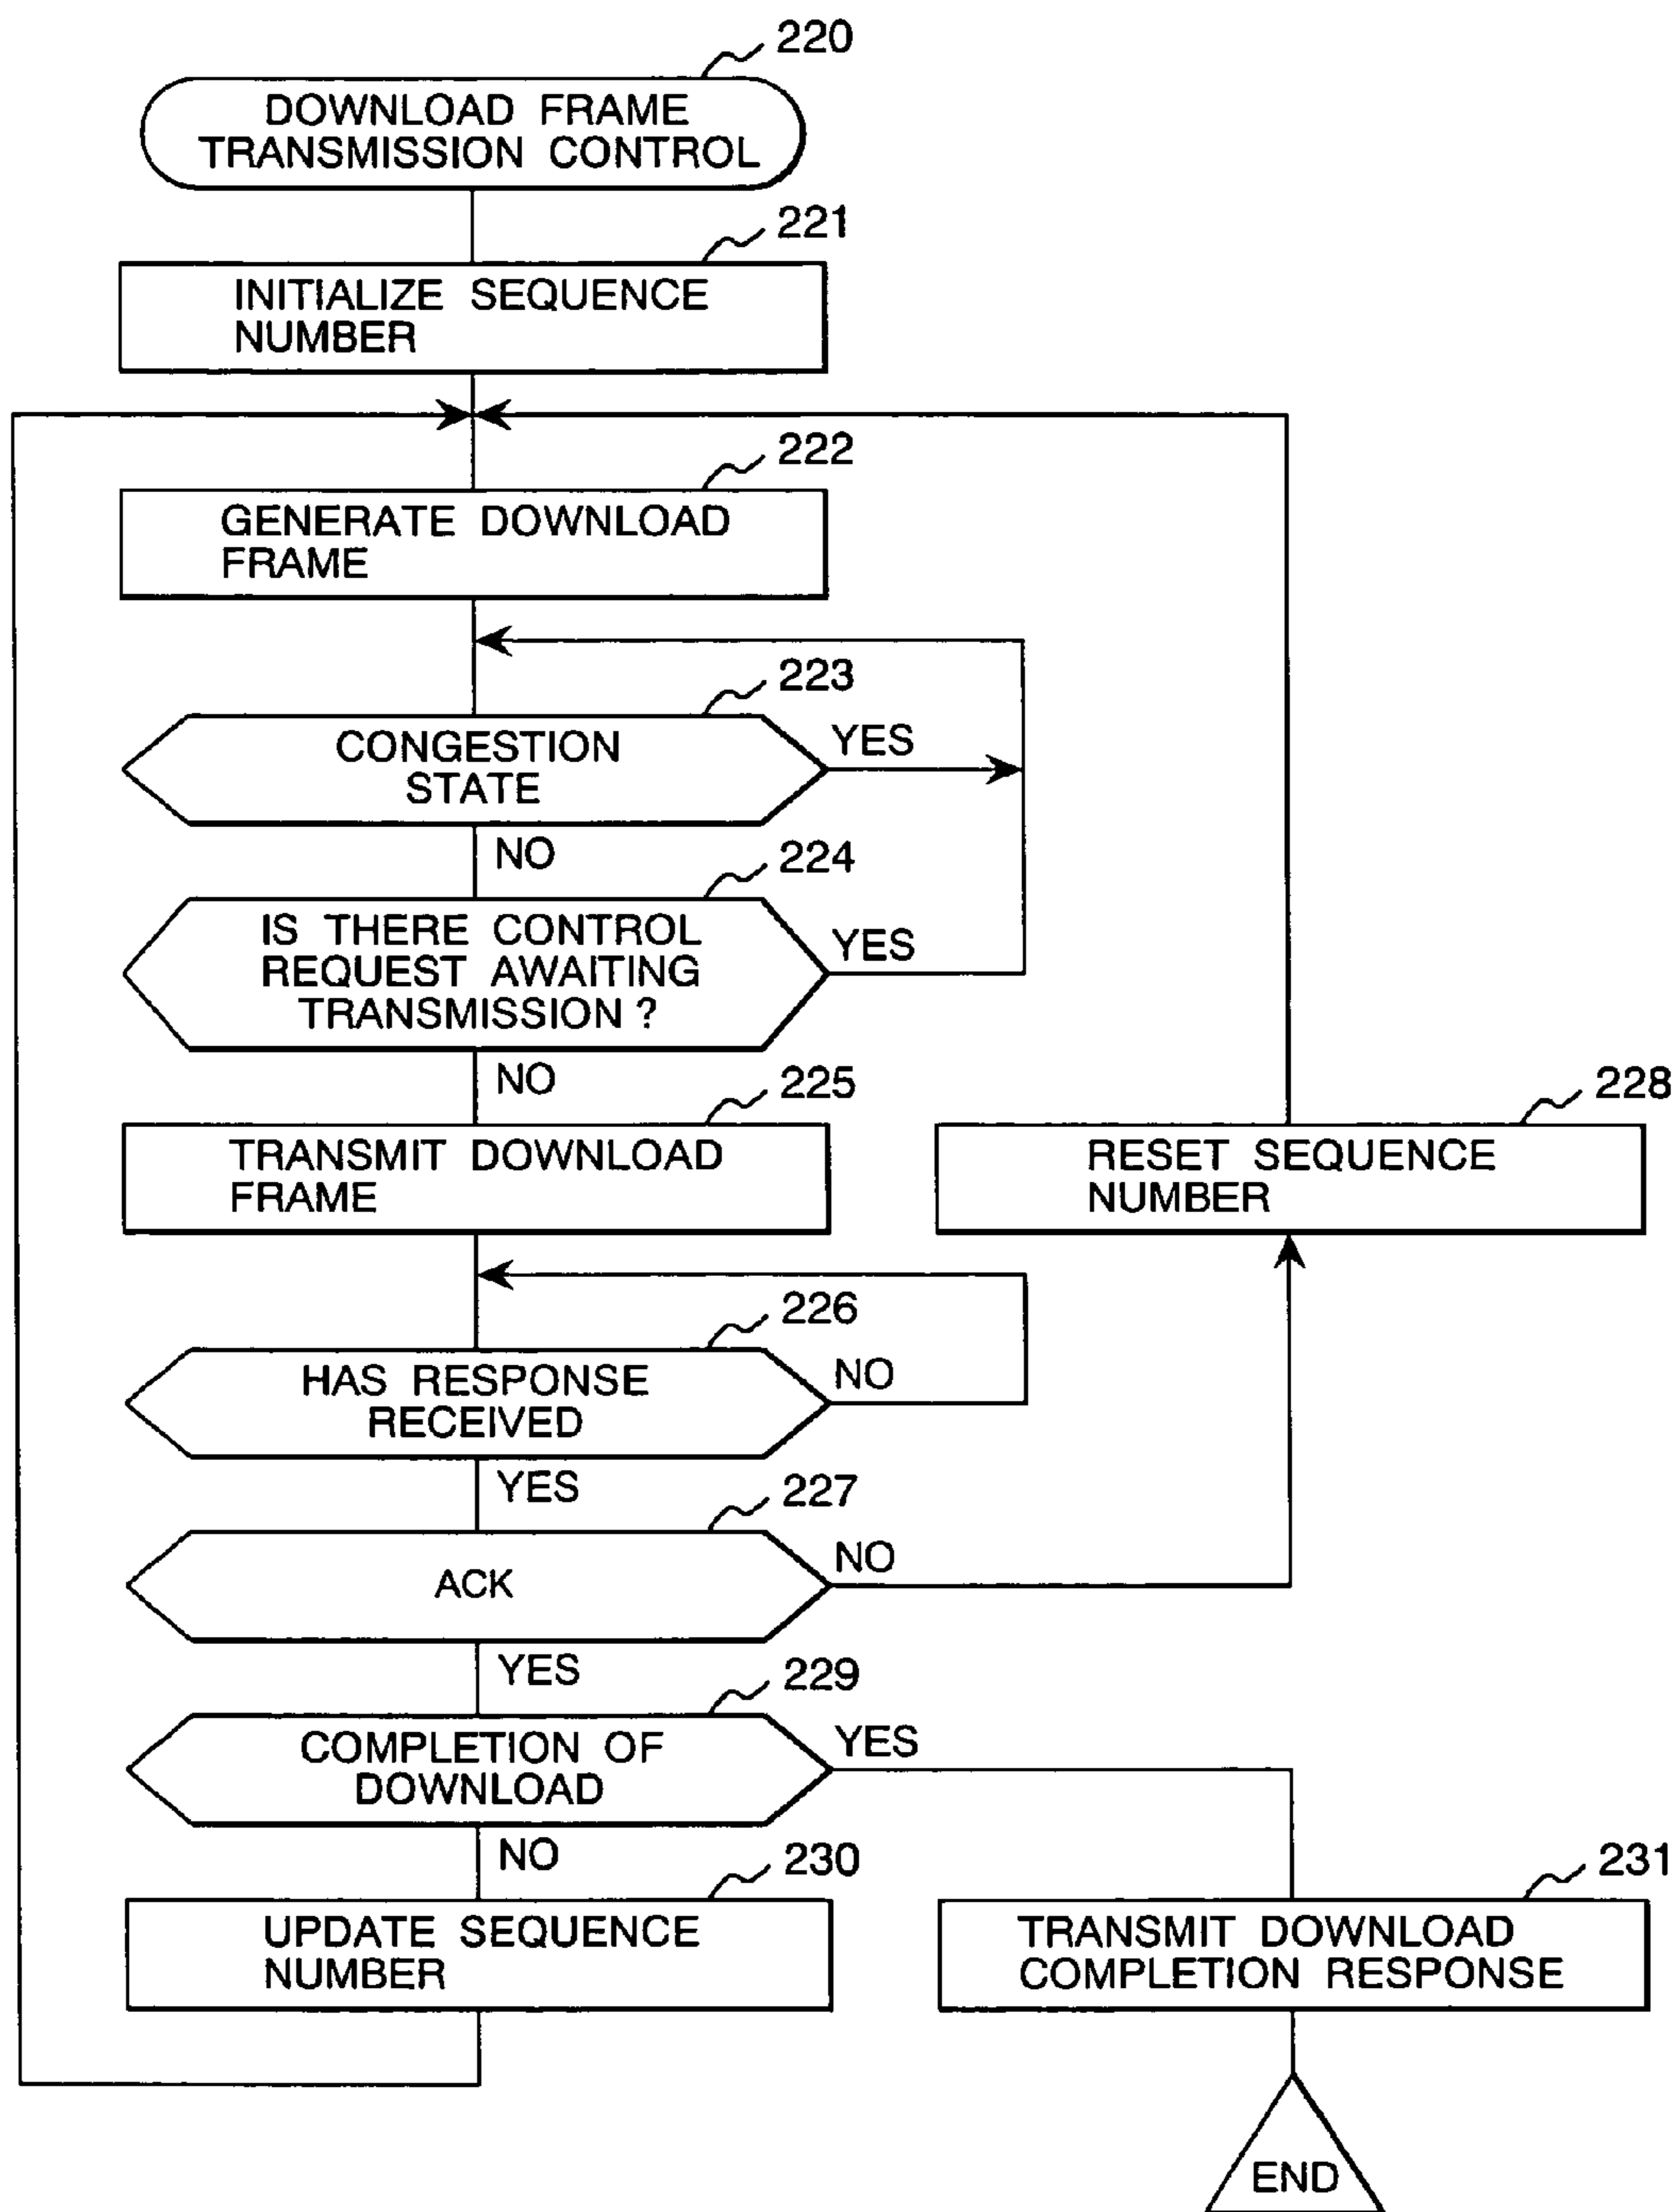 220
DOWNLOAD FRAME
TRANSMISSION CONTROL
221
INITIALIZE SEQUENCE
NUMBER
222
GENERATE DOWNLOAD
FRAME
223
CONGESTION
STATE
YES
NO
224
IS THERE CONTROL
REQUEST AWAITING
TRANSMISSION ?
YES
NO
225
TRANSMIT DOWNLOAD
FRAME
228
RESET SEQUENCE
NUMBER
226
HAS RESPONSE
RECEIVED
NO
YES
227
ACK
NO
YES
229
COMPLETION OF
DOWNLOAD
YES
NO
230
UPDATE SEQUENCE
NUMBER
231
TRANSMIT DOWNLOAD
COMPLETION RESPONSE
END